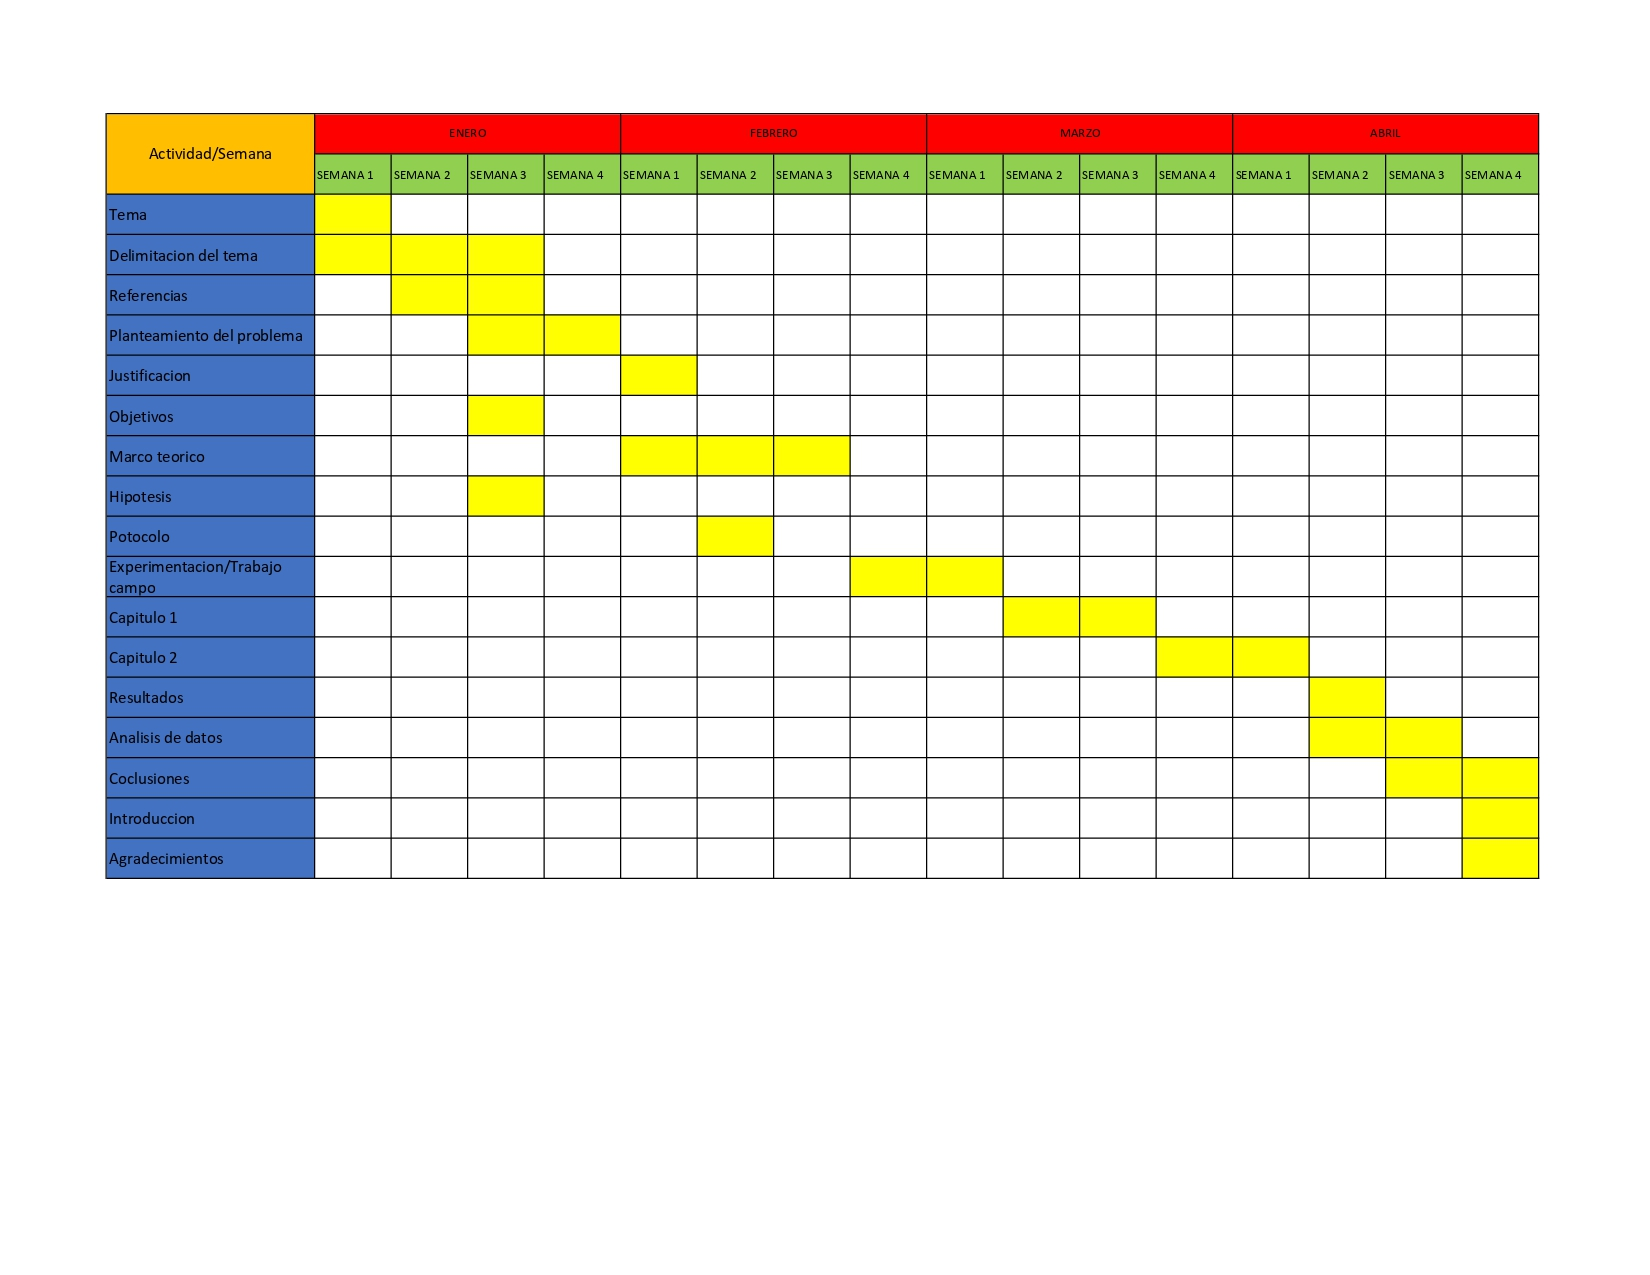 Actividad/Semana
ENERO
FEBRERO
MARZO
ABRIL
SEMANA 1
SEMANA 2
SEMANA 3
SEMANA 4
SEMANA 1
SEMANA 2
SEMANA 3
SEMANA 4
SEMANA 1
SEMANA 2
SEMANA 3
SEMANA 4
SEMANA 1
SEMANA 2
SEMANA 3
SEMANA 4
Tema
Delimitacion del tema
Referencias
Planteamiento del problema
Justificacion
Objetivos
Marco teorico
Hipotesis
Potocolo
Experimentacion/Trabajo
campo
Capitulo 1
Capitulo 2
Resultados
Analisis de datos
Coclusiones
Introduccion
Agradecimientos